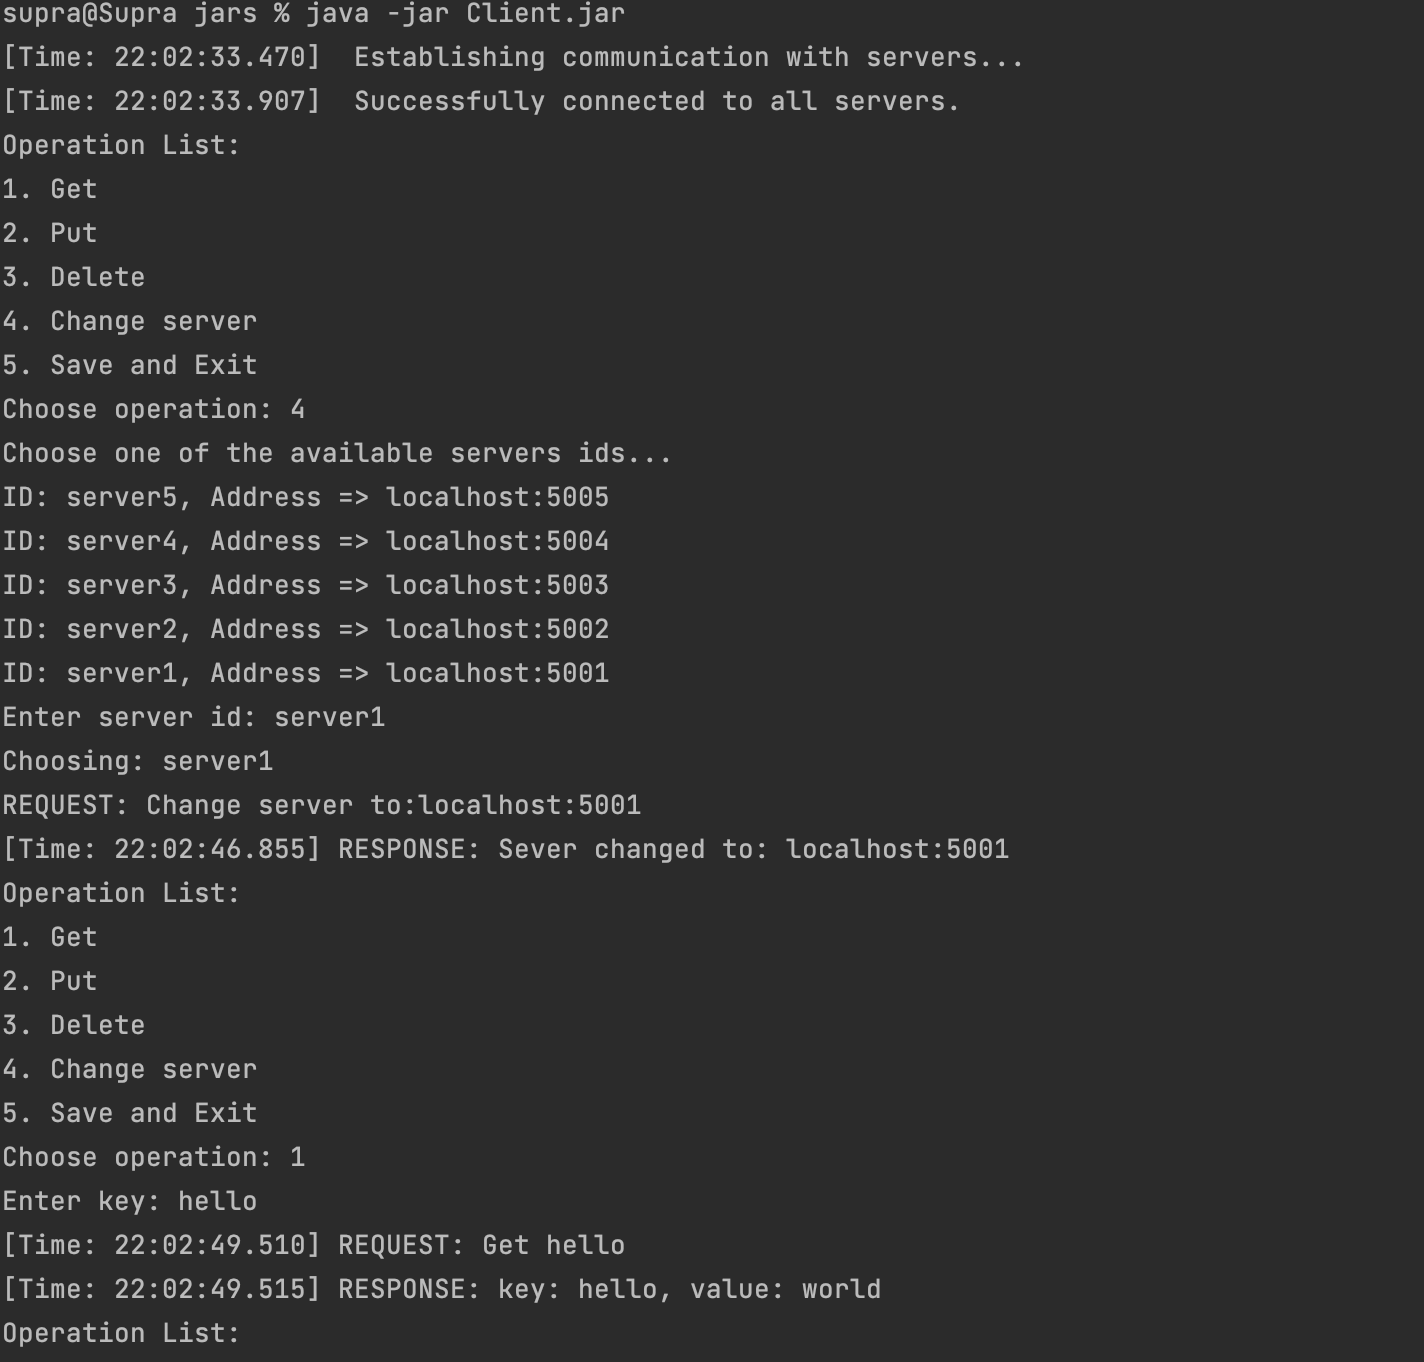 supra@Supra jars % java -jar Client.jar
[Time: 22:02:33.470]  Establishing communication with servers...
[Time: 22:02:33.907]  Successfully connected to all servers.
Operation List:
1. Get
2. Put
3. Delete
4. Change server
5. Save and Exit
Choose operation: 4
Choose one of the available servers ids...
ID: server5, Address => localhost:5005
ID: server4, Address => localhost:5004
ID: server3, Address => localhost:5003
ID: server2, Address => localhost:5002
ID: server1, Address => localhost:5001
Enter server id: server1
Choosing: server1
REQUEST: Change server to:localhost:5001
[Time: 22:02:46.855] RESPONSE: Sever changed to: localhost:5001
Operation List:
1. Get
2. Put
3. Delete
4. Change server
5. Save and Exit
Choose operation: 1
Enter key: hello
[Time: 22:02:49.510] REQUEST: Get hello
[Time: 22:02:49.515] RESPONSE: key: hello, value: world
Operation List: